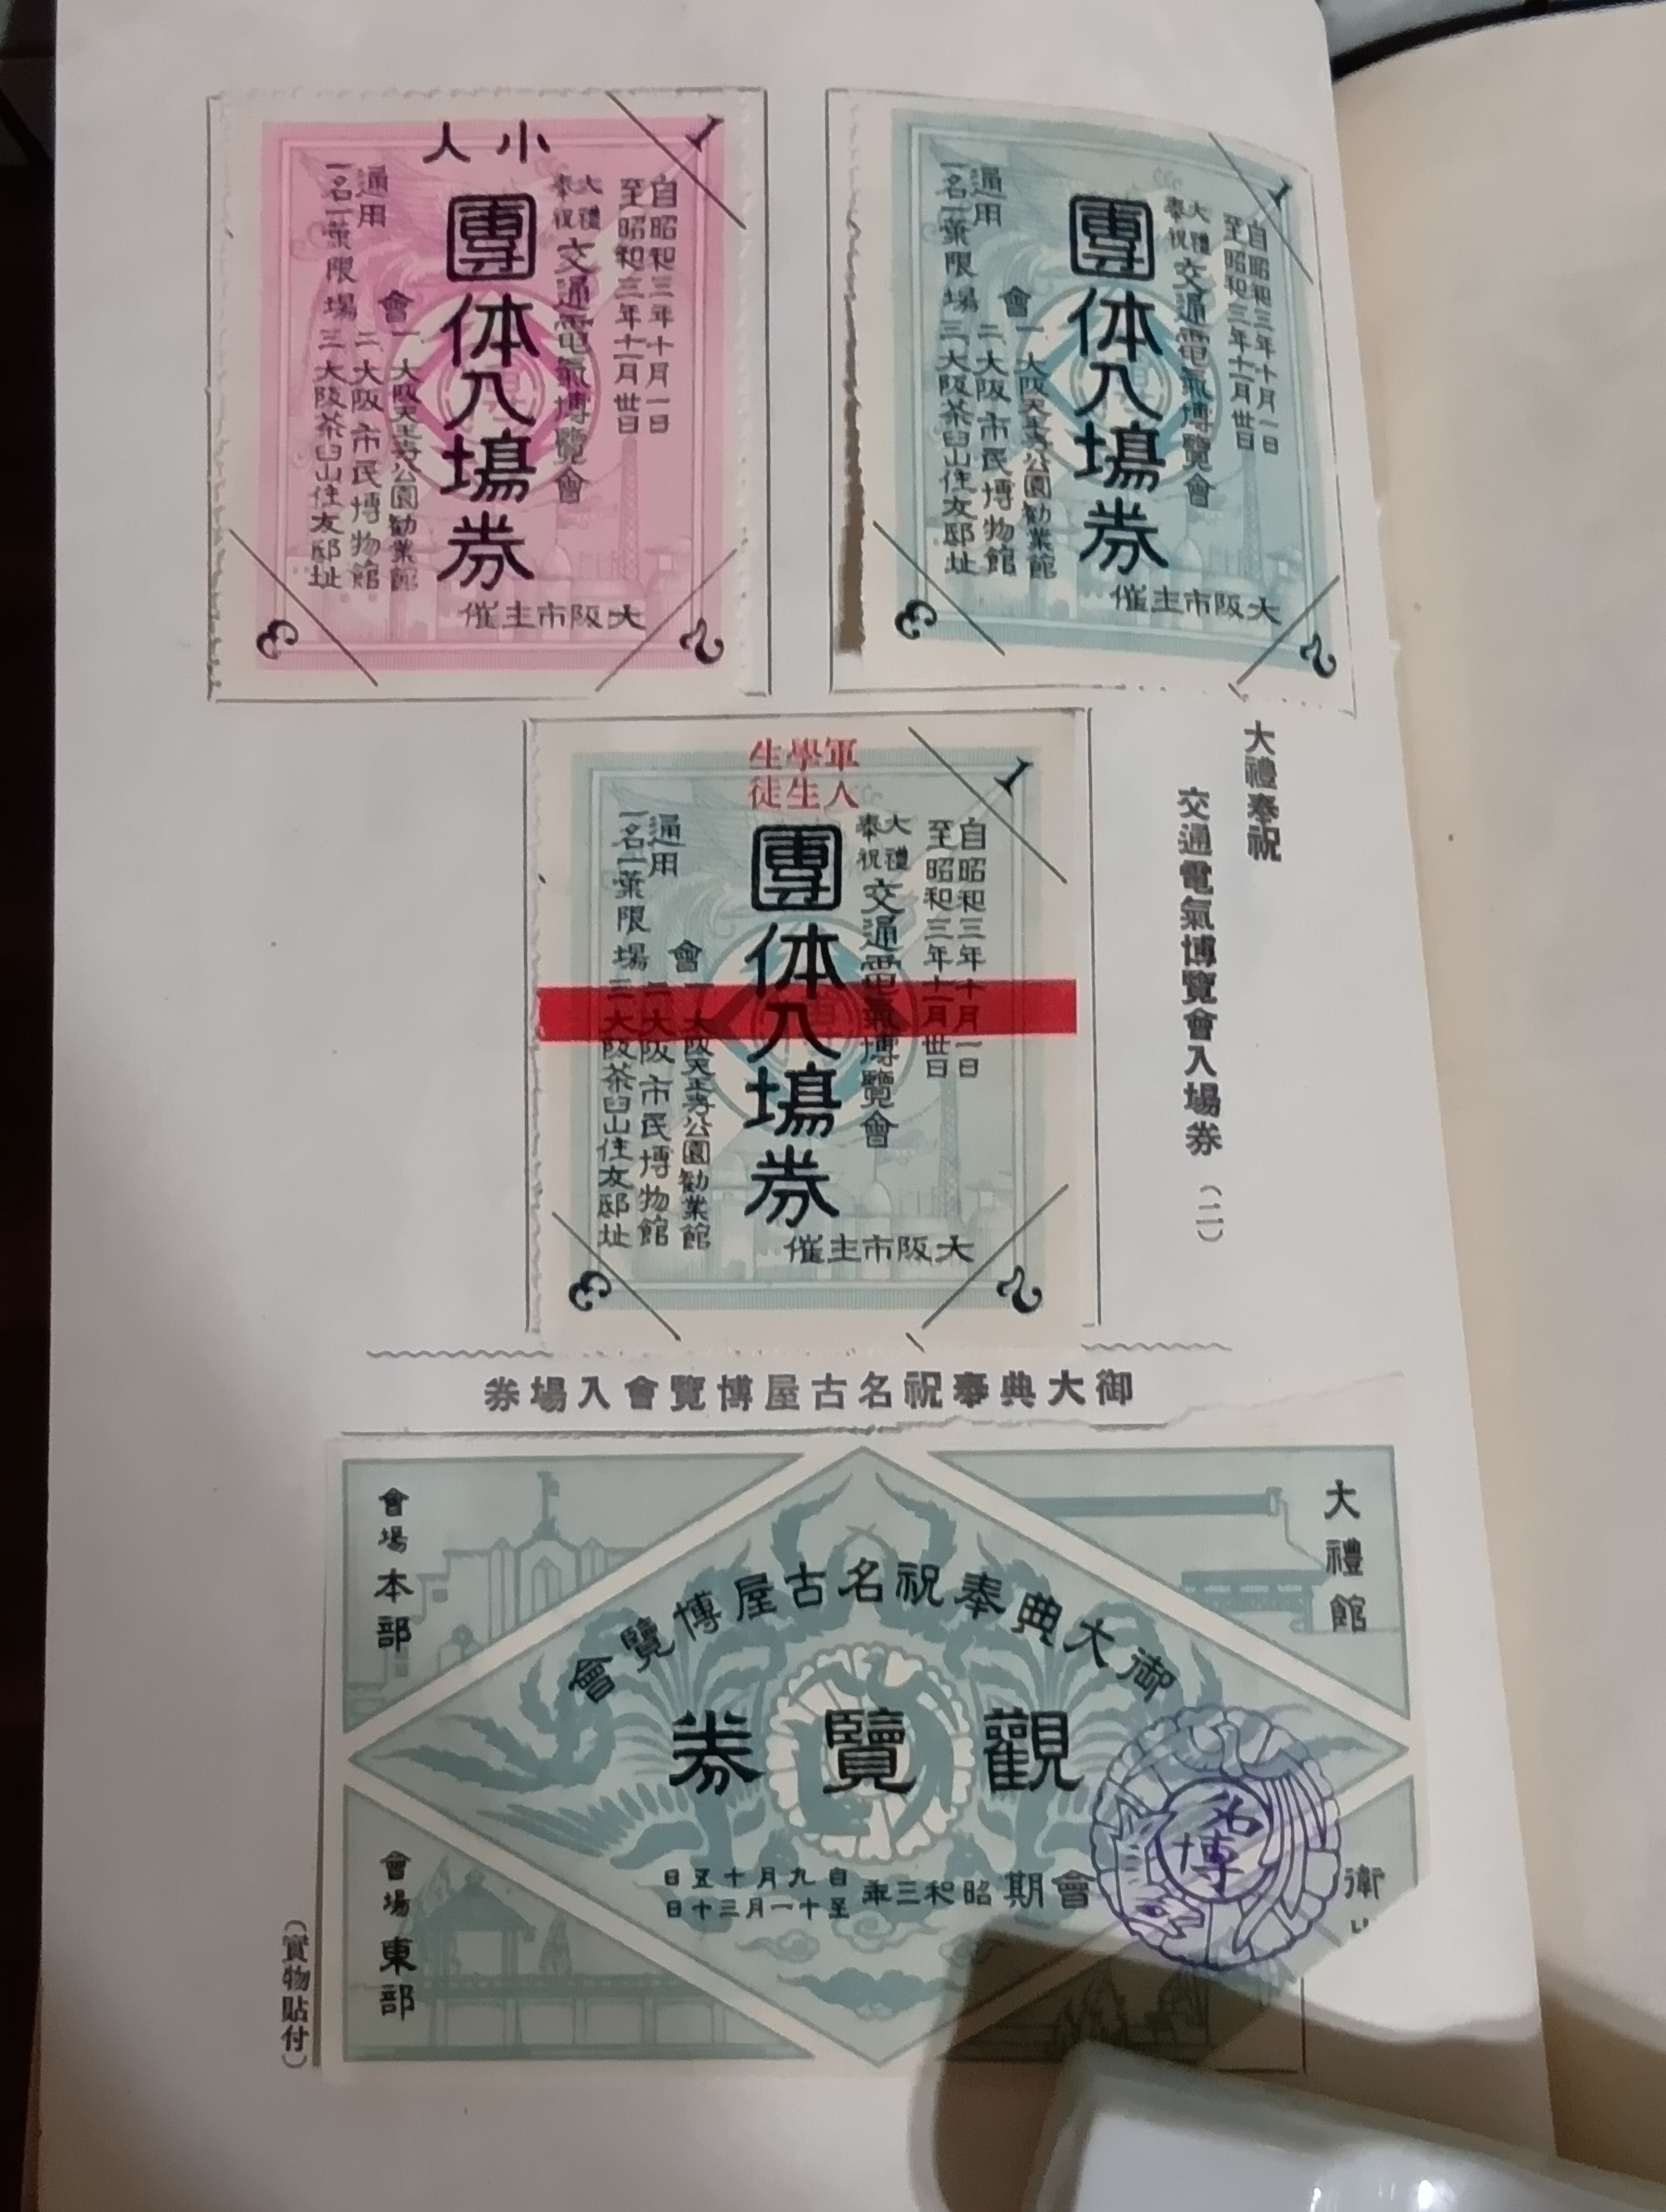 小人
自昭和三年十月一日
至昭和三年十一月卅日
大禮奉祝交通電氣博覽會
團体入場券
會場
一大阪天王寺公園勧業館
二大阪市民博物館
三大阪茶臼山住友邸址
通用一名一葉限
大阪市主催
1
2
3
自昭和三年十月一日
至昭和三年十一月卅日
大禮奉祝交通電氣博覽會
團体入場券
會場
一大阪天王寺公園勧業館
二大阪市民博物館
三大阪茶臼山住友邸址
通用一名一葉限
大阪市主催
1
2
3
大禮奉祝
交通電氣博覽會入場券(二)
軍人
學生
生徒
自昭和三年十月一日
至昭和三年十一月卅日
大禮奉祝交通電氣博覽會
團体入場券
會場
一大阪天王寺公園勧業館
二大阪市民博物館
三大阪茶臼山住友邸址
通用一名一葉限
大阪市主催
1
2
3
御大典奉祝名古屋博覽會入場券
大禮館
會場本部
御大典奉祝名古屋博覽會
觀覽券
會期昭和三年
自九月十五日
至十一月三十日
名博
衛
會場東部
(實物貼付)